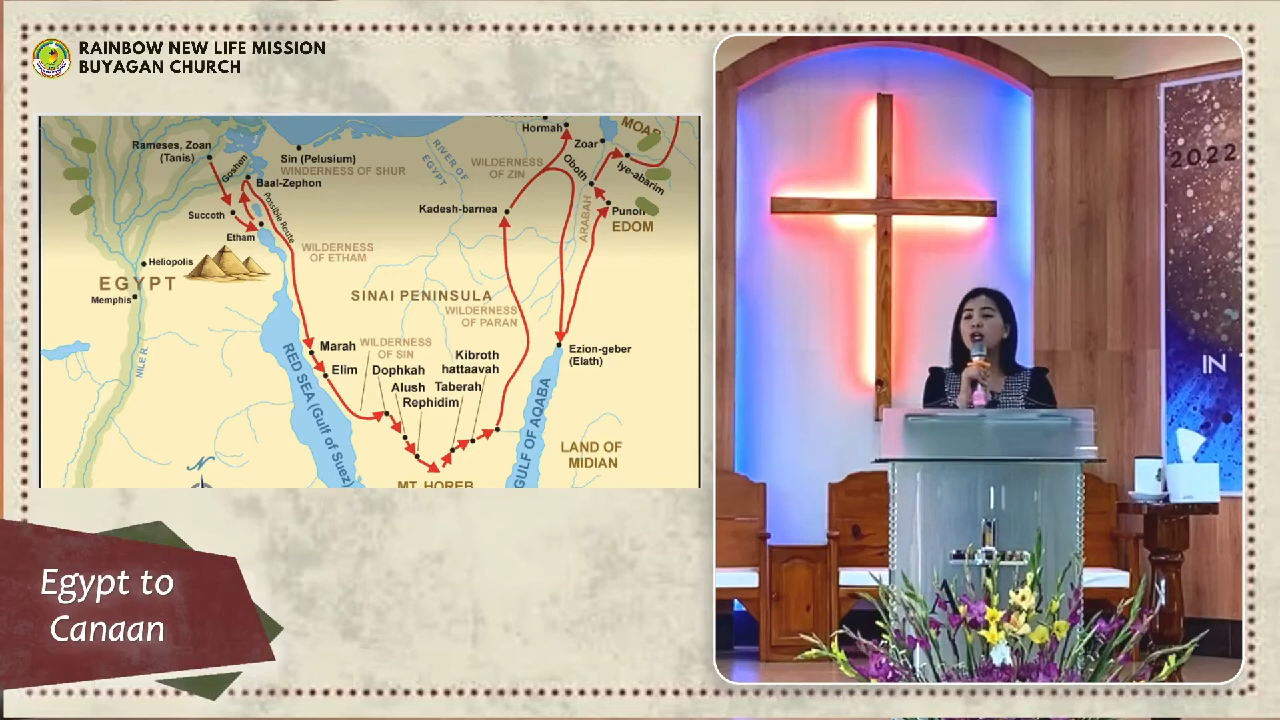 RAINBOW NEW LIFE MISSION
BUYAGAN CHURCH
Rameses, Zoan
(Tanis)
Goshen
Sin (Pelusium)
WINDERNESS OF SHUR
Baal-Zephon
Succoth
Etham
Possible Route
WILDERNESS
OF ETHAM
Heliopolis
EGYPT
Memphis
NILE R.
RIVER OF
EGYPT
Hormah
WILDERNESS
OF ZIN
Zoar
MOAB
Oboth
Iye-abarim
Kadesh-barnea
ARABAH
Punon
EDOM
SINAI PENINSULA
WILDERNESS
OF PARAN
Marah
WILDERNESS
OF SIN
Elim
Dophkah
Kibroth
hattaavah
Alush
Taberah
Rephidim
Ezion-geber
(Elath)
RED SEA (Gulf of Suez)
GULF OF AQABA
LAND OF
MIDIAN
N
MT. HOREB
Egypt to
Canaan
2022
IN